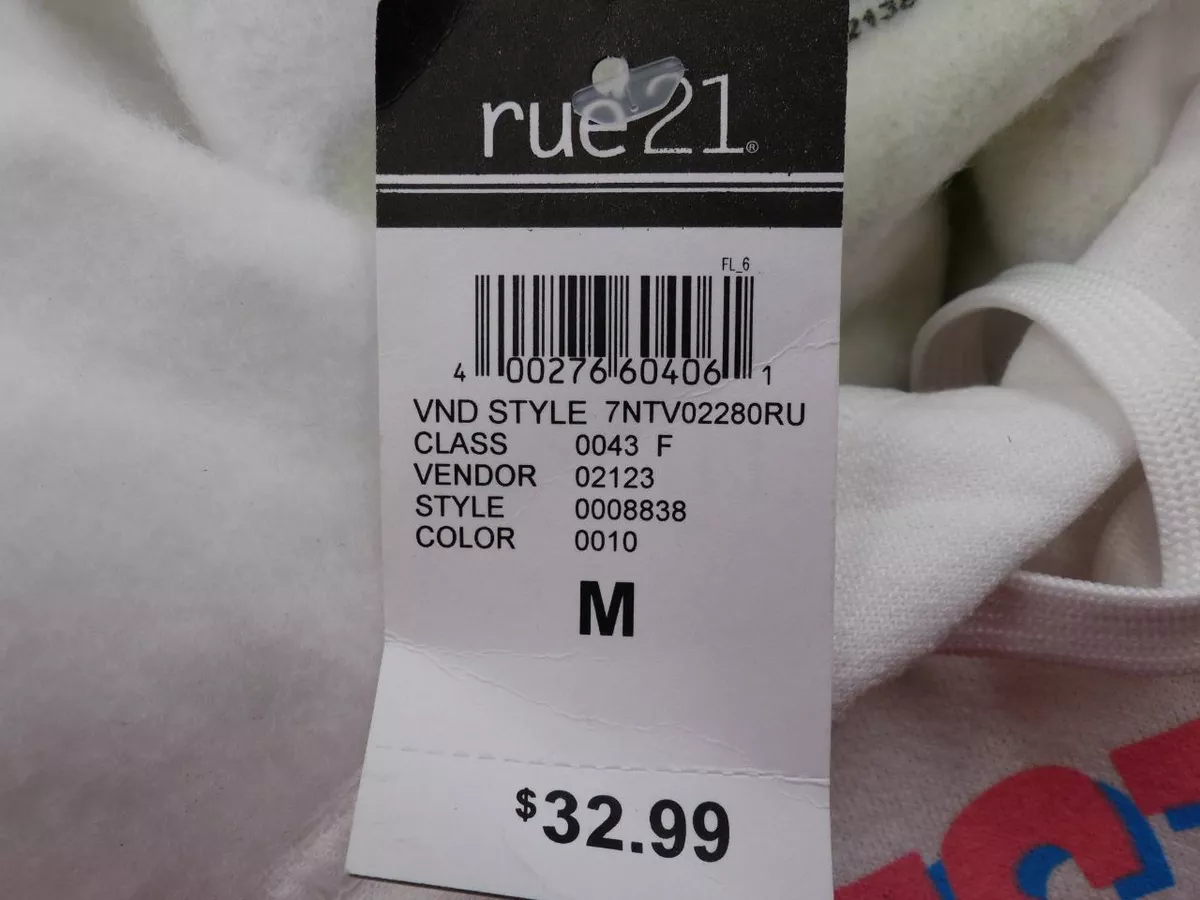 2138
rue21®
FL_6
4 00276 60406 1
VND STYLE 7NTV02280RU
CLASS 0043 F
VENDOR 02123
STYLE 0008838
COLOR 0010
M
$32.99